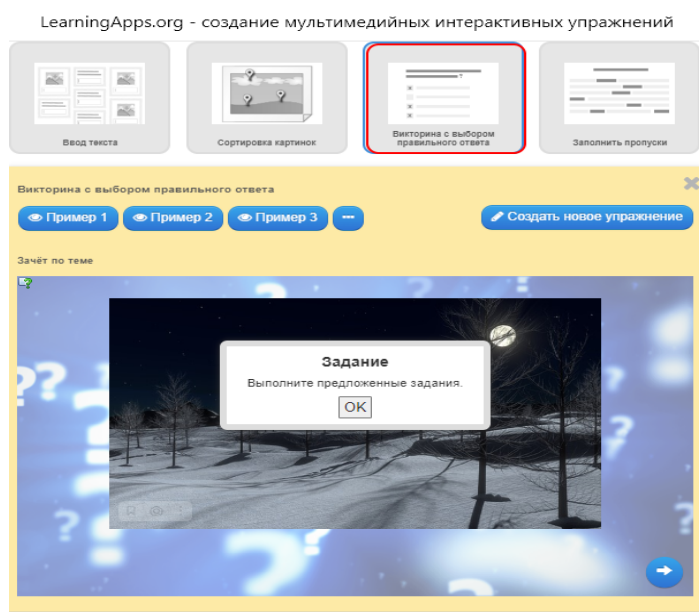 LearningApps.org - создание мультимедийных интерактивных упражнений
Ввод текста
Сортировка картинок
Викторина с выбором
правильного ответа
Заполнить пропуски
Викторина с выбором правильного ответа
Пример 1
Пример 2
Пример 3
Создать новое упражнение
Зачёт по теме
Задание
Выполните предложенные задания.
OK